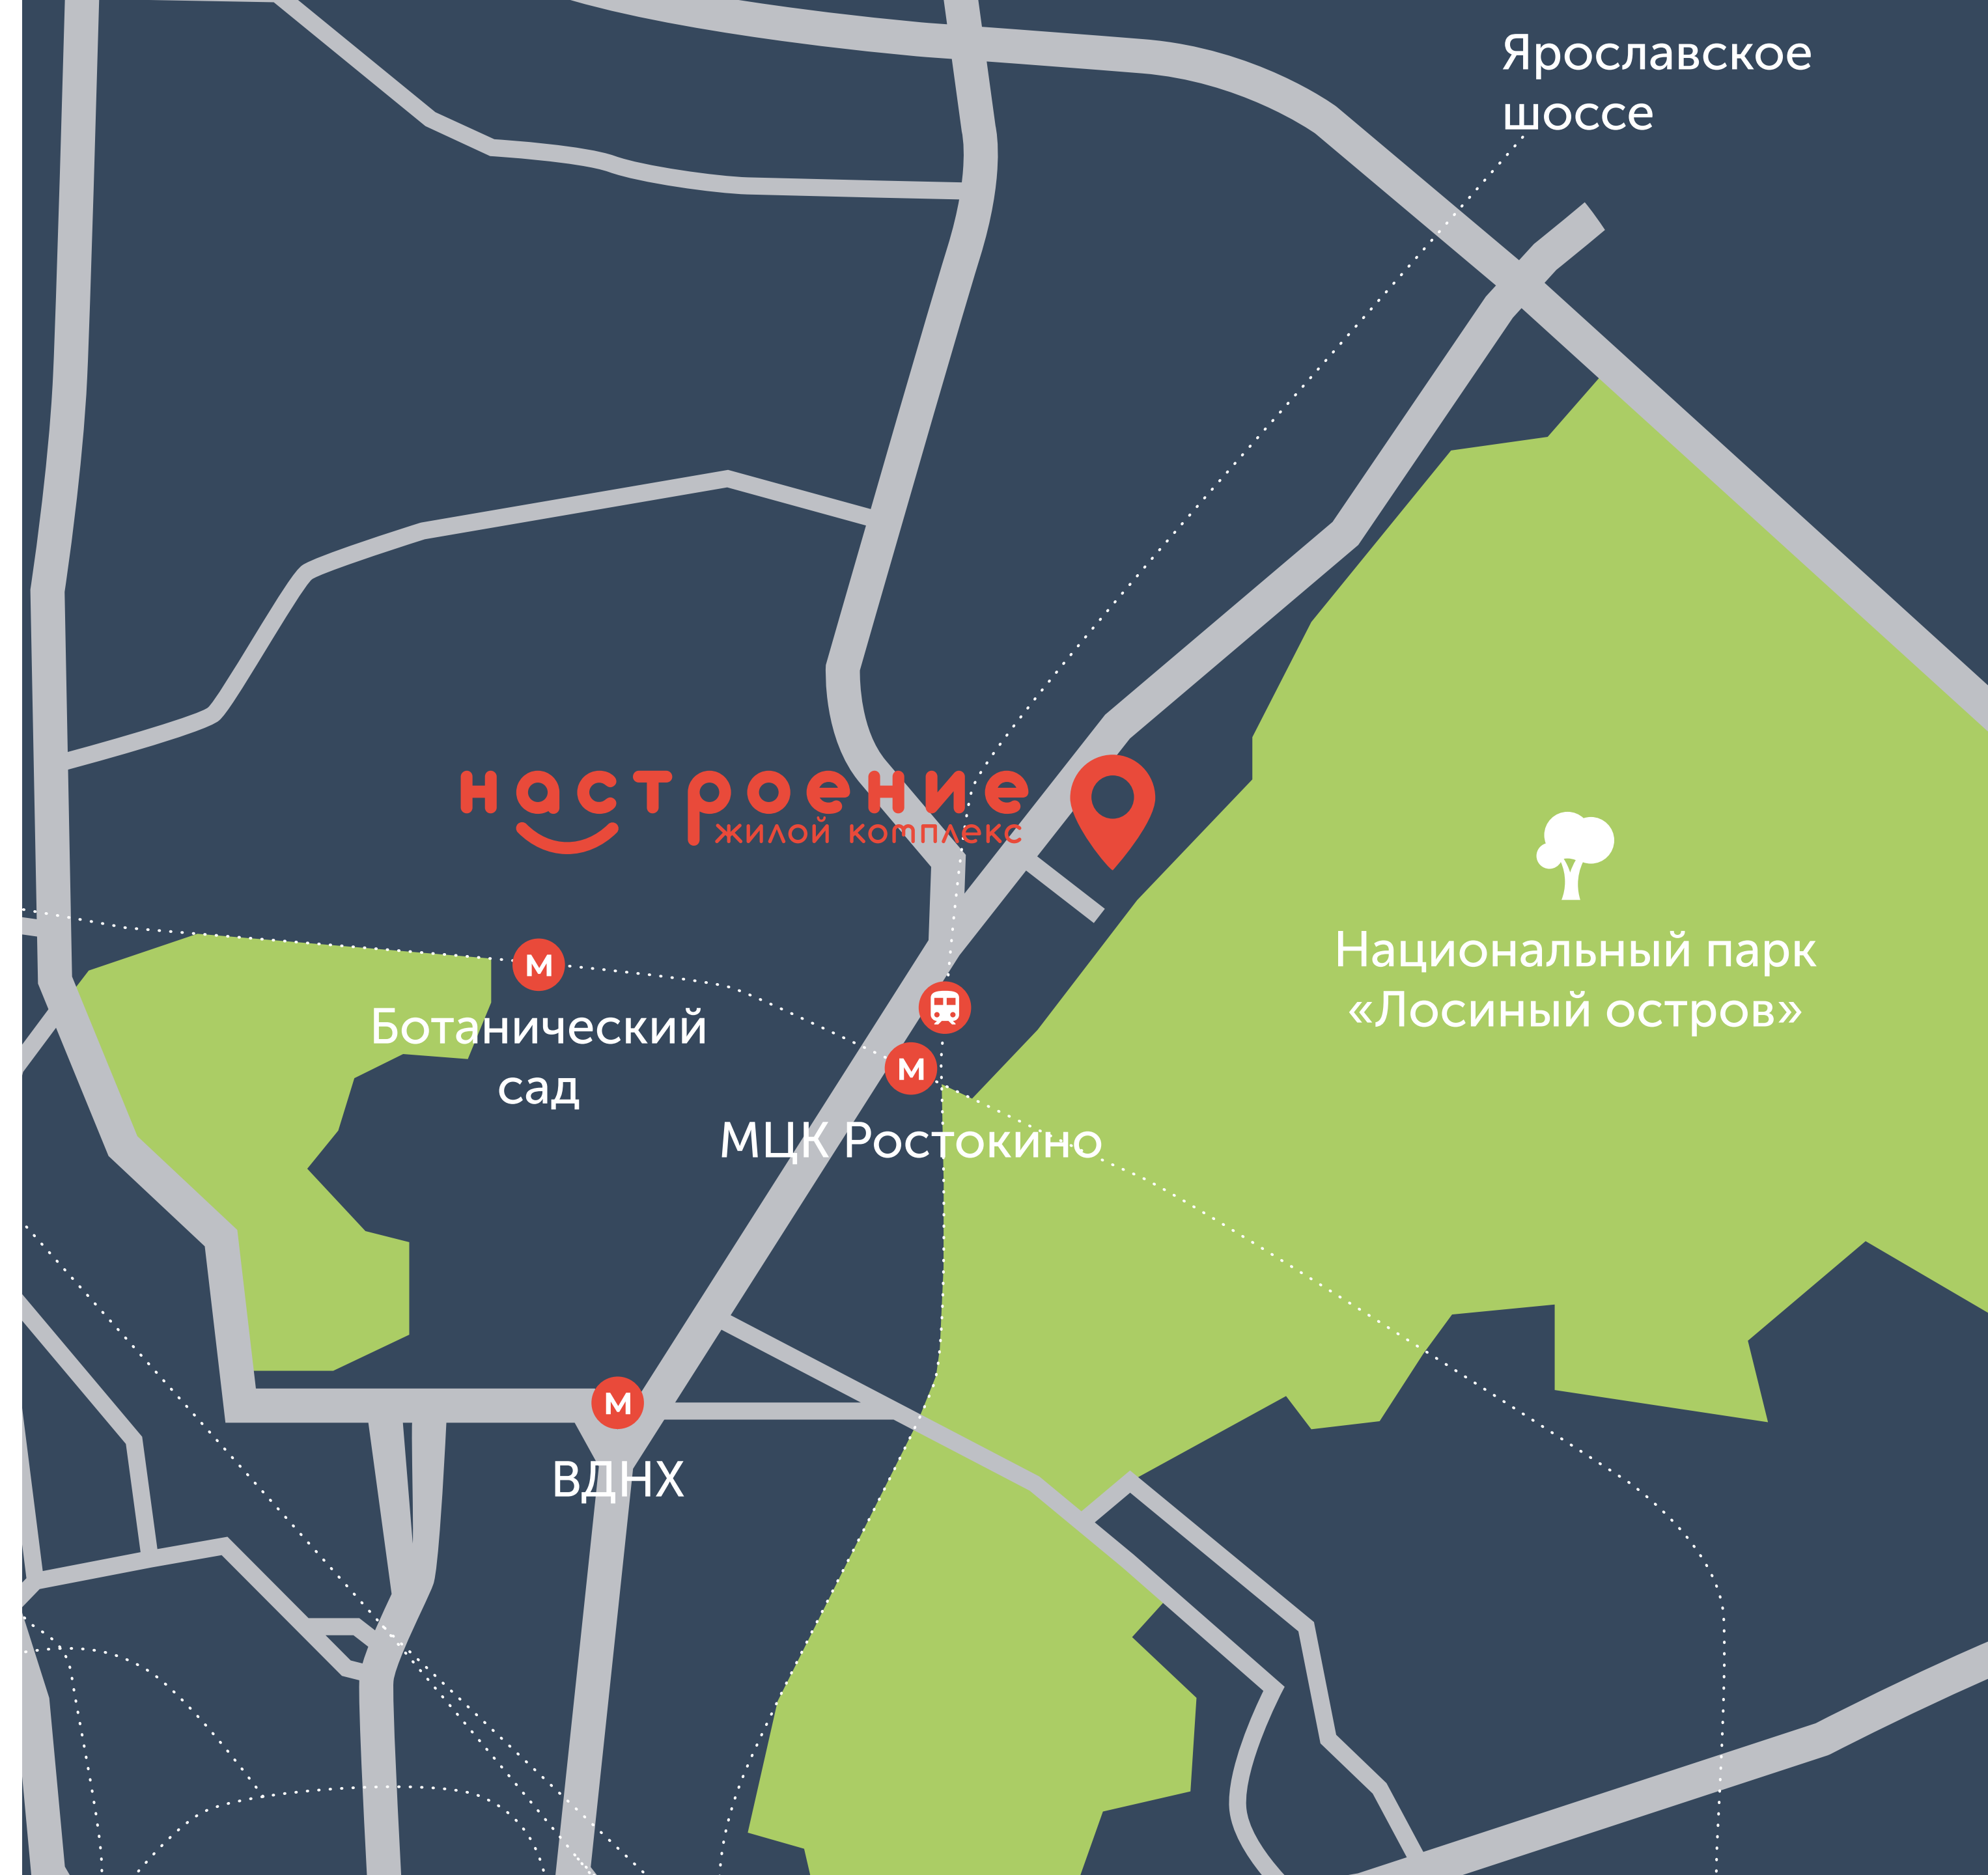 Ярославское
шоссе
настроение
жилой комплекс
Национальный парк
«Лосиный остров»
М
Ботанический
сад
М
МЦК Ростокино
М
ВДНХ